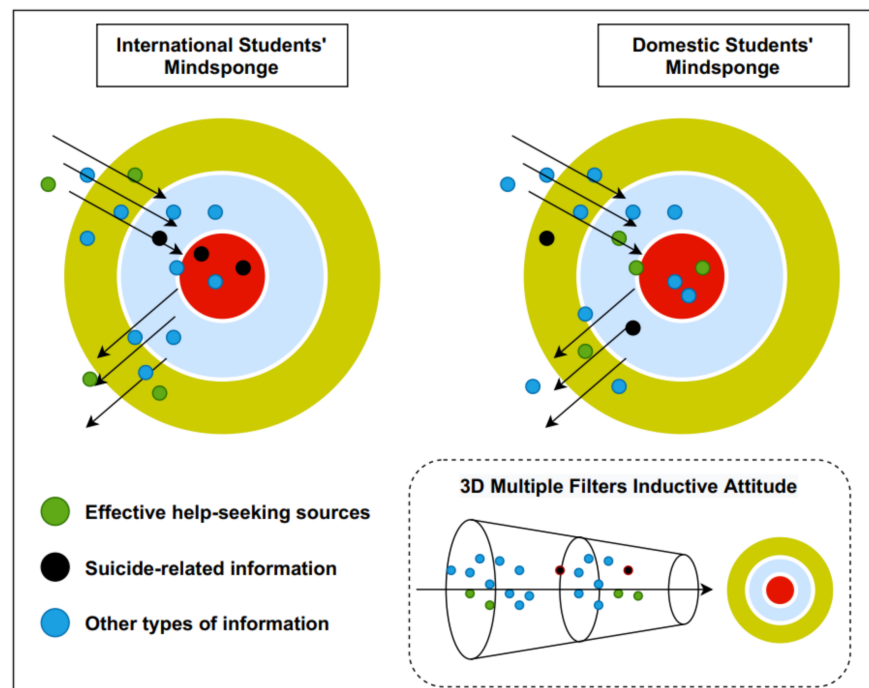 International Students'
Mindsponge
Domestic Students'
Mindsponge
Effective help-seeking sources
Suicide-related information
Other types of information
3D Multiple Filters Inductive Attitude